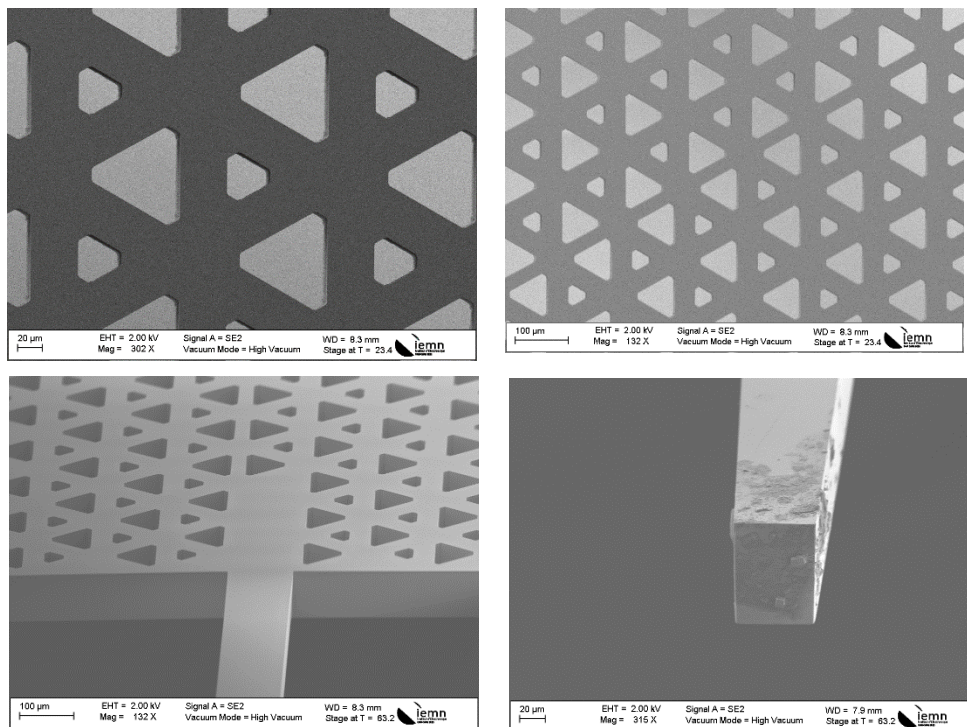 20 µm
EHT = 2.00 kV
Mag = 302 X
Signal A = SE2
Vacuum Mode = High Vacuum
WD = 8.3 mm
Stage at T = 23.4
iemn
100 µm
EHT = 2.00 kV
Mag = 132 X
Signal A = SE2
Vacuum Mode = High Vacuum
WD = 8.3 mm
Stage at T = 23.4
iemn
100 µm
EHT = 2.00 kV
Mag = 132 X
Signal A = SE2
Vacuum Mode = High Vacuum
WD = 8.3 mm
Stage at T = 63.2
iemn
20 µm
EHT = 2.00 kV
Mag = 315 X
Signal A = SE2
Vacuum Mode = High Vacuum
WD = 7.9 mm
Stage at T = 63.2
iemn